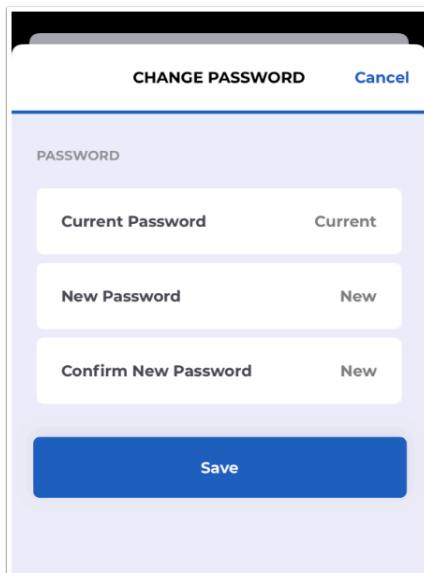 CHANGE PASSWORD Cancel
PASSWORD
Current Password Current
New Password New
Confirm New Password New
Save